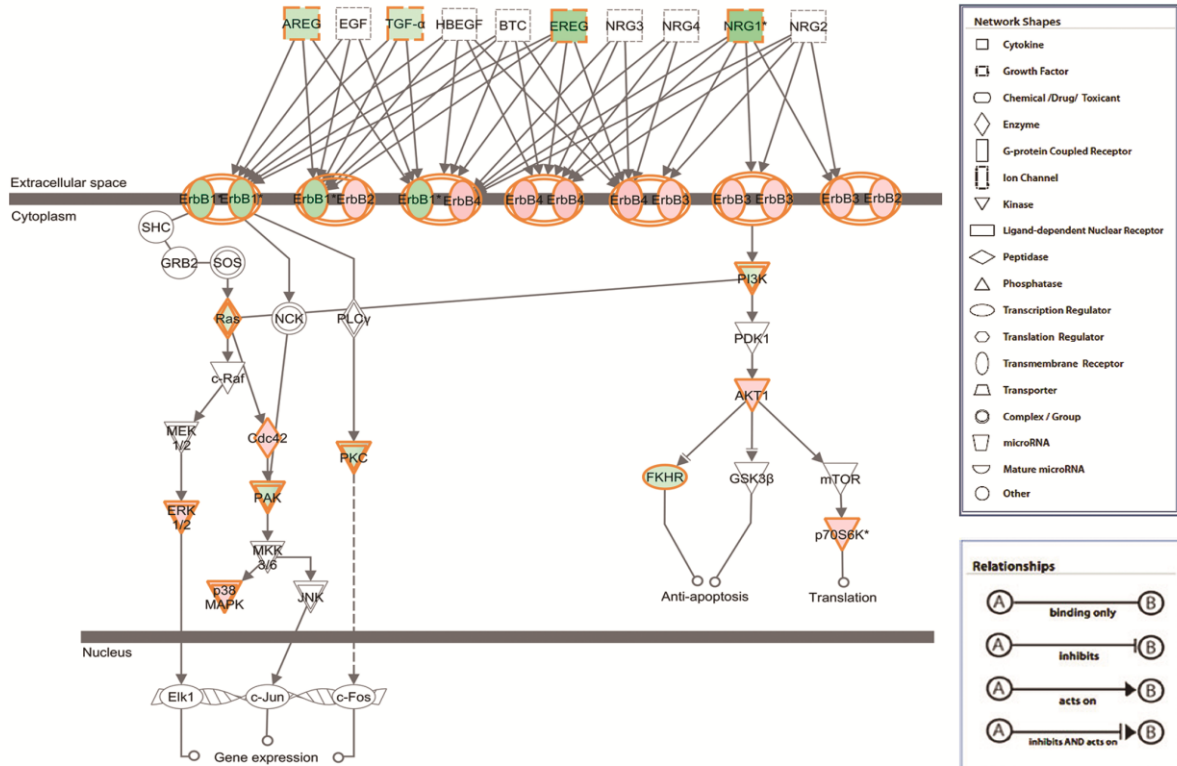 AREG EGF TGF-α HBEGF BTC EREG NRG3 NRG4 NRG1* NRG2
Extracellular space
Cytoplasm
ErbB1* ErbB1* ErbB1* ErbB2 ErbB1* ErbB4 ErbB4 ErbB4 ErbB4 ErbB3 ErbB3 ErbB3 ErbB3 ErbB2
SHC
GRB2 SOS
PI3K
Ras NCK PLCγ
PDK1
c-Raf
AKT1
MEK
1/2
Cdc42
PKC
FKHR GSK3β mTOR
PAK
ERK
1/2
p70S6K*
MKK
3/6
p38
MAPK
JNK
Anti-apoptosis Translation
Nucleus
Elk1 c-Jun c-Fos
Gene expression
Network Shapes
Cytokine
Growth Factor
Chemical /Drug/ Toxicant
Enzyme
G-protein Coupled Receptor
Ion Channel
Kinase
Ligand-dependent Nuclear Receptor
Peptidase
Phosphatase
Transcription Regulator
Translation Regulator
Transmembrane Receptor
Transporter
Complex / Group
microRNA
Mature microRNA
Other
Relationships
A binding only B
A inhibits B
A acts on B
A inhibits AND acts on B